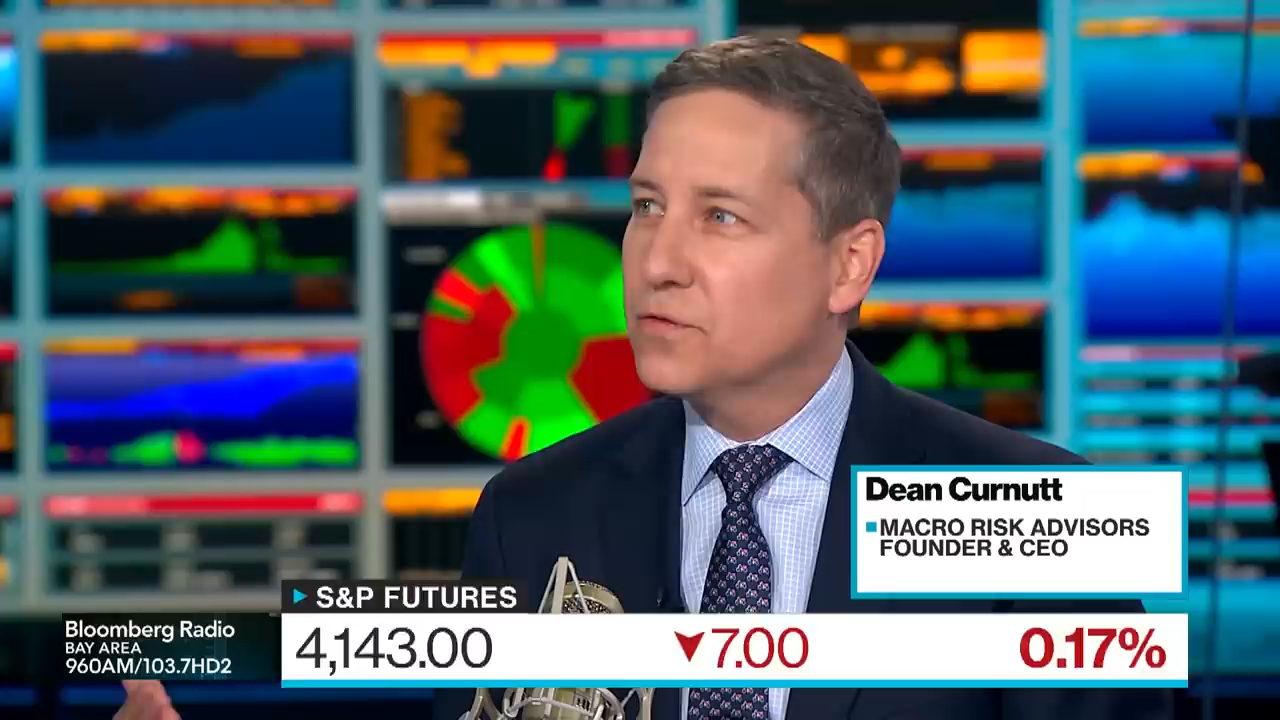 Dean Curnutt
MACRO RISK ADVISORS
FOUNDER & CEO
S&P FUTURES
4,143.00 7.00 0.17%
Bloomberg Radio
BAY AREA
960AM/103.7HD2